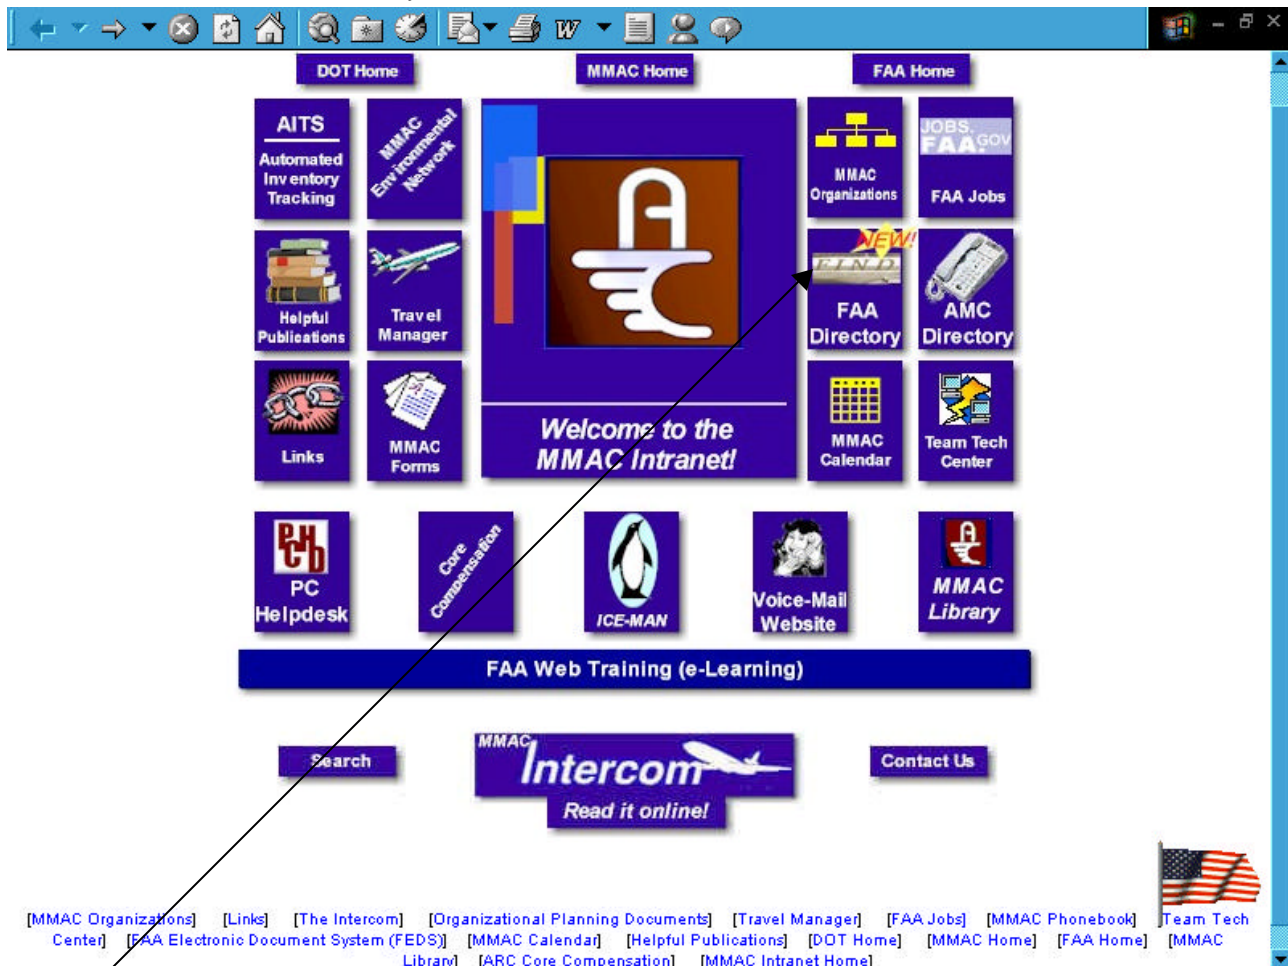 DOT Home
MMAC Home
FAA Home
AITS
Automated
Inventory
Tracking
MMAC
Environmental
Network
MMAC
Organizations
JOBS.
FAA.GOV
FAA Jobs
Helpful
Publications
Travel
Manager
NEW!
FIND
FAA
Directory
AMC
Directory
Links
MMAC
Forms
Welcome to the
MMAC Intranet!
MMAC
Calendar
Team Tech
Center
PCHD
PC
Helpdesk
Core
Compensation
ICE-MAN
Voice-Mail
Website
MMAC
Library
FAA Web Training (e-Learning)
Search
MMAC
Intercom
Read it online!
Contact Us
[MMAC Organizations] [Links] [The Intercom] [Organizational Planning Documents] [Travel Manager] [FAA Jobs] [MMAC Phonebook] Team Tech
Center] [FAA Electronic Document System (FEDS)] [MMAC Calendar] [Helpful Publications] [DOT Home] [MMAC Home] [FAA Home] [MMAC
Library] [ARC Core Compensation] [MMAC Intranet Home]